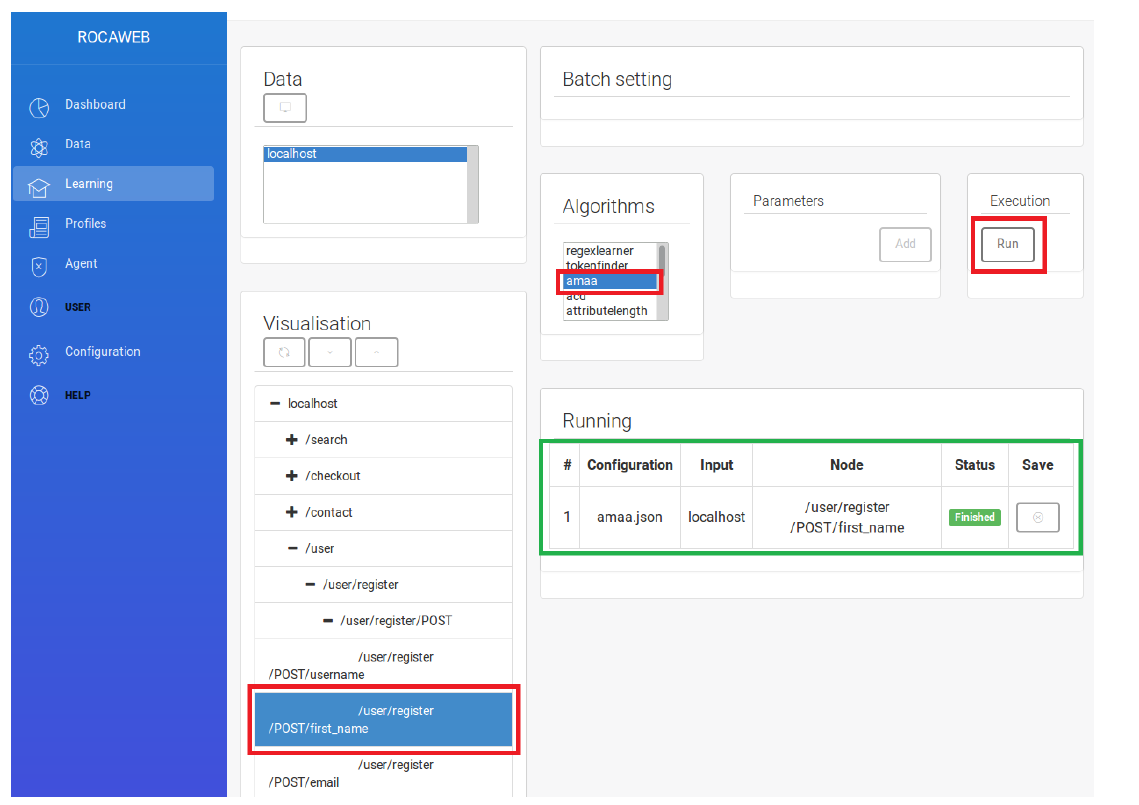 ROCAWEB
Dashboard
Data
Learning
Profiles
Agent
USER
Configuration
HELP
Data
localhost
Visualisation
localhost
/search
/checkout
/contact
/user
/user/register
/user/register/POST
/user/register
/POST/username
/user/register
/POST/first_name
/user/register
/POST/email
Batch setting
Algorithms
regexlearner
tokenfinder
amaa
acd
attributelength
Parameters
Add
Execution
Run
Running
# Configuration Input Node Status Save
1 amaa.json localhost /user/register Finished
/POST/first_name